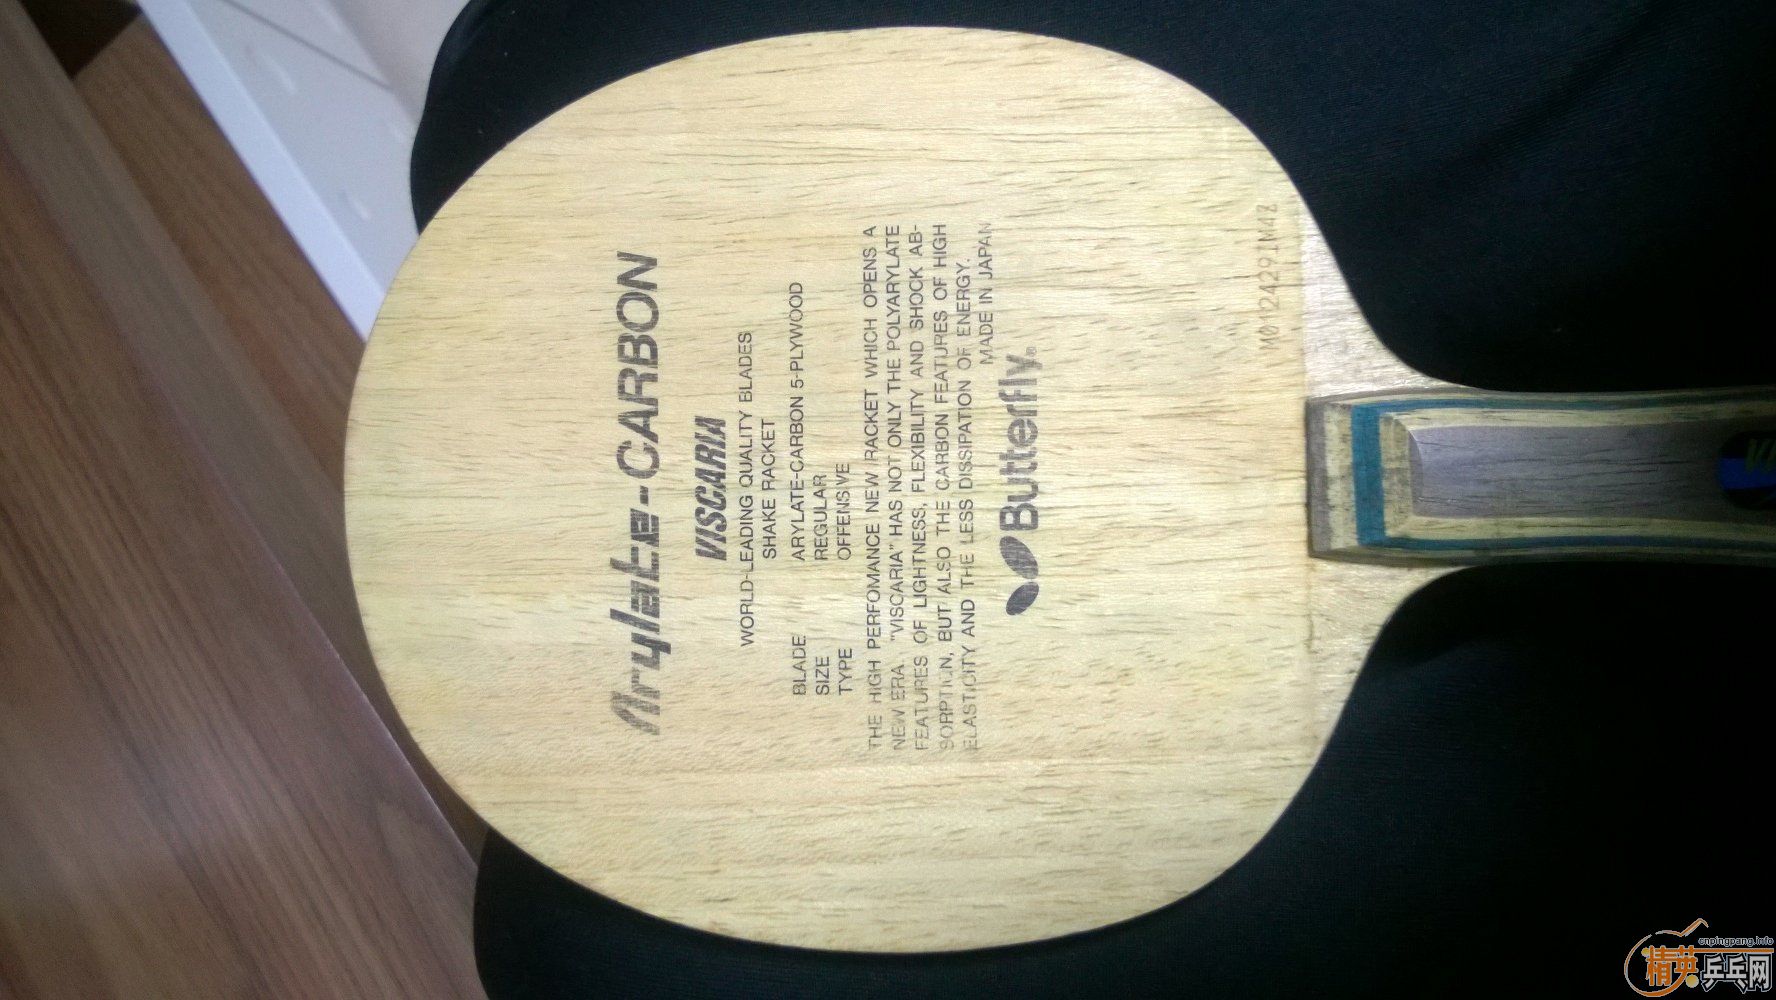 Arylate-CARBON
VISCARIA
WORLD-LEADING QUALITY BLADES
SHAKE RACKET
BLADE ARYLATE-CARBON 5-PLYWOOD
SIZE REGULAR
TYPE OFFENSIVE
THE HIGH PERFOMANCE NEW RACKET WHICH OPENS A
NEW ERA. "VISCARIA" HAS NOT ONLY THE POLYARYLATE
FEATURES OF LIGHTNESS, FLEXIBILITY AND SHOCK AB-
SORPTION, BUT ALSO THE CARBON FEATURES OF HIGH
ELASTICITY AND THE LESS DISSIPATION OF ENERGY.
MADE IN JAPAN
Butterfly®
cnpingpang.info
精英乒乓网